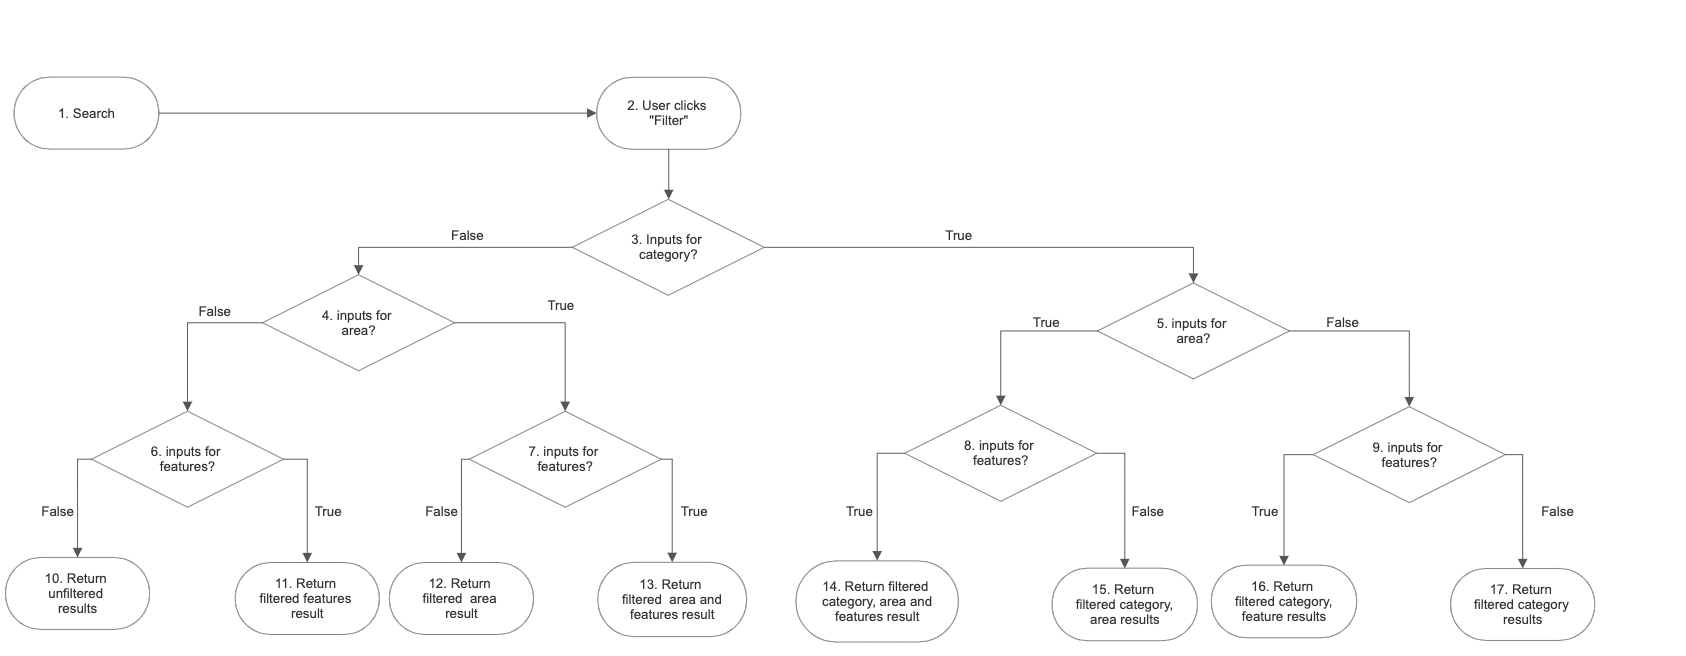 1. Search
2. User clicks
"Filter"
3. Inputs for
category?
False
True
4. inputs for
area?
False
True
5. inputs for
area?
True
False
6. inputs for
features?
False
True
7. inputs for
features?
False
True
8. inputs for
features?
True
False
9. inputs for
features?
True
False
10. Return
unfiltered
results
11. Return
filtered features
result
12. Return
filtered  area
result
13. Return
filtered  area and
features result
14. Return filtered
category, area and
features result
15. Return
filtered category,
area results
16. Return
filtered category,
feature results
17. Return
filtered category
results